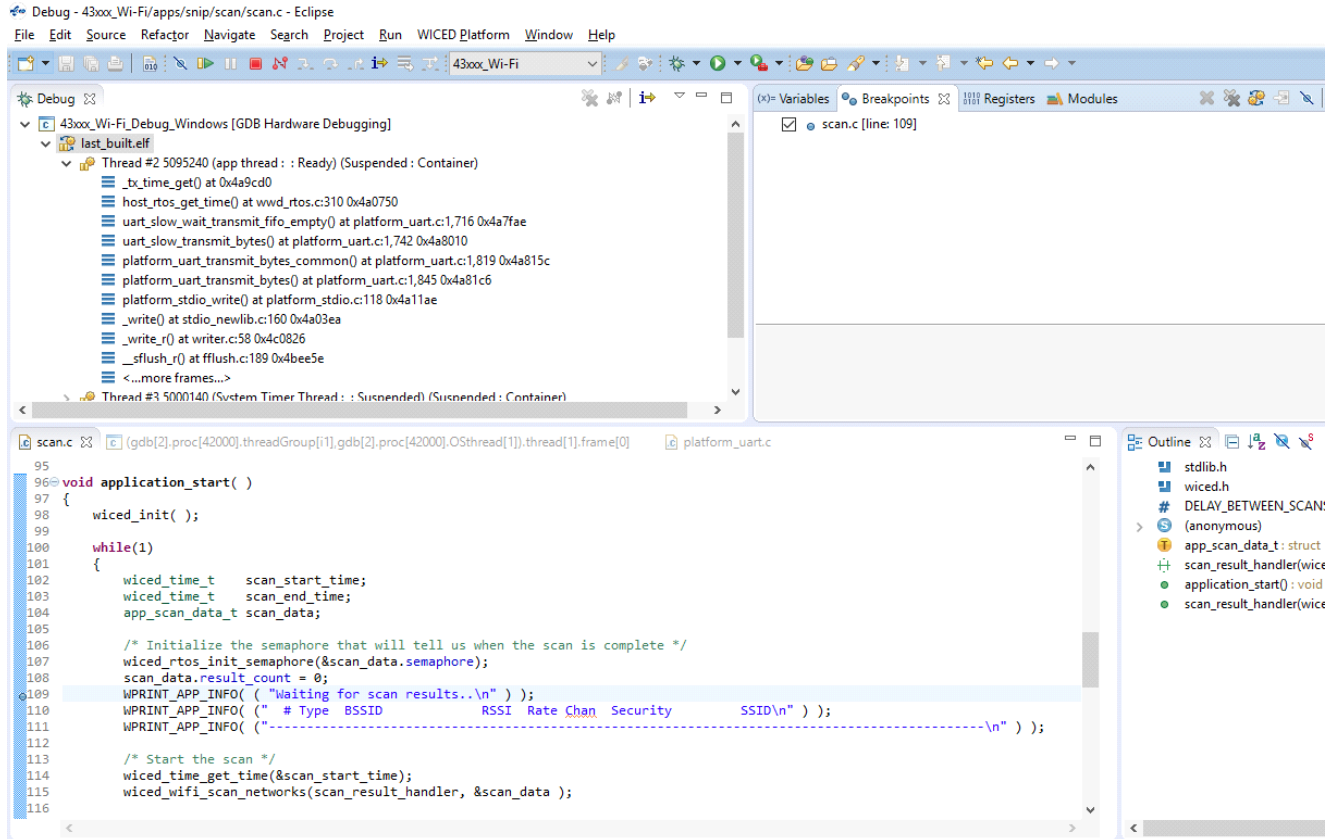 Debug - 43xxx_Wi-Fi/apps/snip/scan/scan.c - Eclipse
File Edit Source Refactor Navigate Search Project Run WICED Platform Window Help
43xxx_Wi-Fi
Debug
43xxx_Wi-Fi_Debug_Windows [GDB Hardware Debugging]
last_built.elf
Thread #2 5095240 (app thread : : Ready) (Suspended : Container)
_tx_time_get() at 0x4a9cd0
host_rtos_get_time() at wwd_rtos.c:310 0x4a0750
uart_slow_wait_transmit_fifo_empty() at platform_uart.c:1,716 0x4a7fae
uart_slow_transmit_bytes() at platform_uart.c:1,742 0x4a8010
platform_uart_transmit_bytes_common() at platform_uart.c:1,819 0x4a815c
platform_uart_transmit_bytes() at platform_uart.c:1,845 0x4a81c6
platform_stdio_write() at platform_stdio.c:118 0x4a11ae
_write() at stdio_newlib.c:160 0x4a03ea
_write_r() at writer.c:58 0x4c0826
__sflush_r() at fflush.c:189 0x4bee5e
<...more frames...>
Thread #3 5000140 (System Timer Thread : : Suspended) (Suspended : Container)
(x)= Variables Breakpoints Registers Modules
scan.c [line: 109]
scan.c (gdb[2].proc[42000].threadGroup[i1],gdb[2].proc[42000].OSthread[1]).thread[1].frame[0] platform_uart.c
95
96 void application_start( )
97 {
98 wiced_init( );
99
100 while(1)
101 {
102 wiced_time_t scan_start_time;
103 wiced_time_t scan_end_time;
104 app_scan_data_t scan_data;
105
106 /* Initialize the semaphore that will tell us when the scan is complete */
107 wiced_rtos_init_semaphore(&scan_data.semaphore);
108 scan_data.result_count = 0;
109 WPRINT_APP_INFO( ( "Waiting for scan results..\n" ) );
110 WPRINT_APP_INFO( (" # Type BSSID RSSI Rate Chan Security SSID\n" ) );
111 WPRINT_APP_INFO( ("----------------------------------------------------------------------------------------------\n" ) );
112
113 /* Start the scan */
114 wiced_time_get_time(&scan_start_time);
115 wiced_wifi_scan_networks(scan_result_handler, &scan_data );
116
Outline
stdlib.h
wiced.h
# DELAY_BETWEEN_SCANS
(anonymous)
app_scan_data_t : struct
scan_result_handler(wice
application_start() : void
scan_result_handler(wice